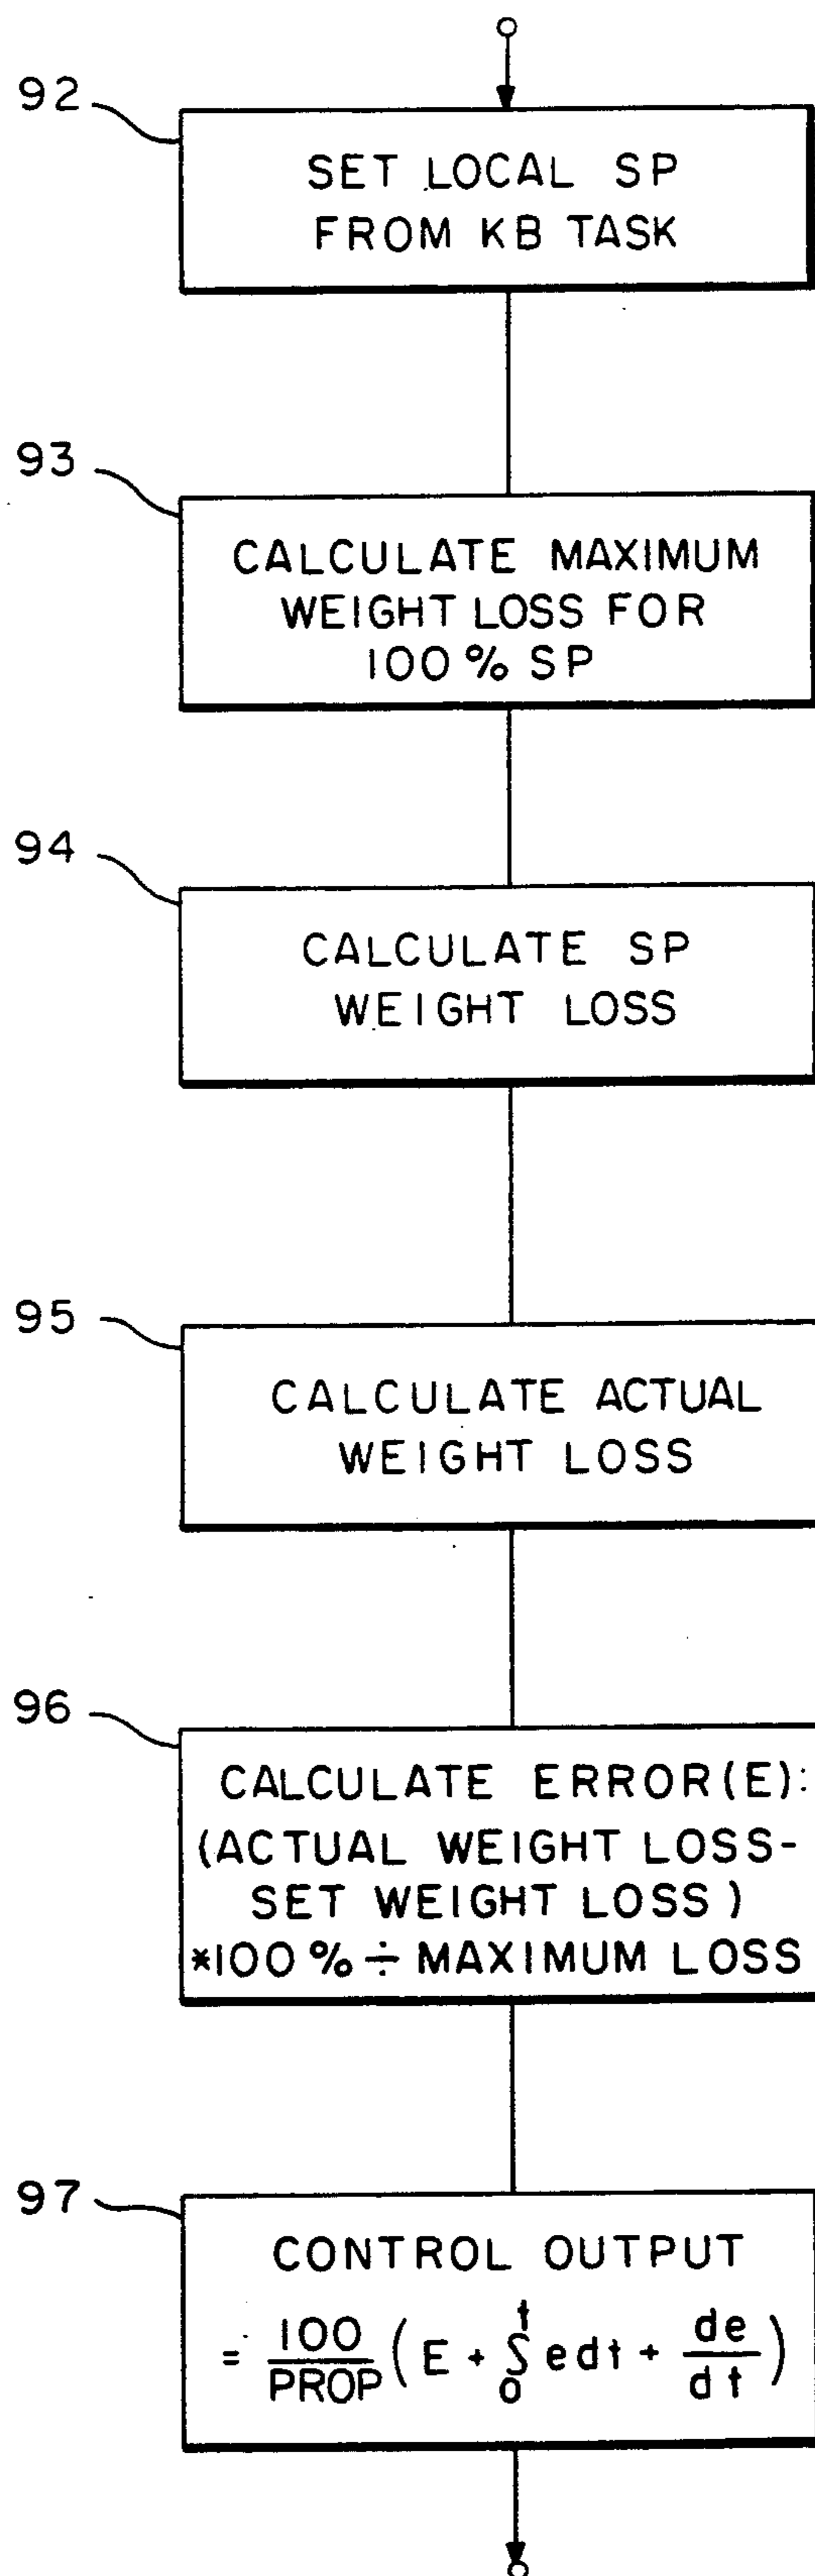 92
SET LOCAL SP
FROM KB TASK
93
CALCULATE MAXIMUM
WEIGHT LOSS FOR
100% SP
94
CALCULATE SP
WEIGHT LOSS
95
CALCULATE ACTUAL
WEIGHT LOSS
96
CALCULATE ERROR(E):
(ACTUAL WEIGHT LOSS-
SET WEIGHT LOSS)
*100% ÷ MAXIMUM LOSS
97
CONTROL OUTPUT
= 100/PROP (E + ∫₀ᵗ edt + de/dt)